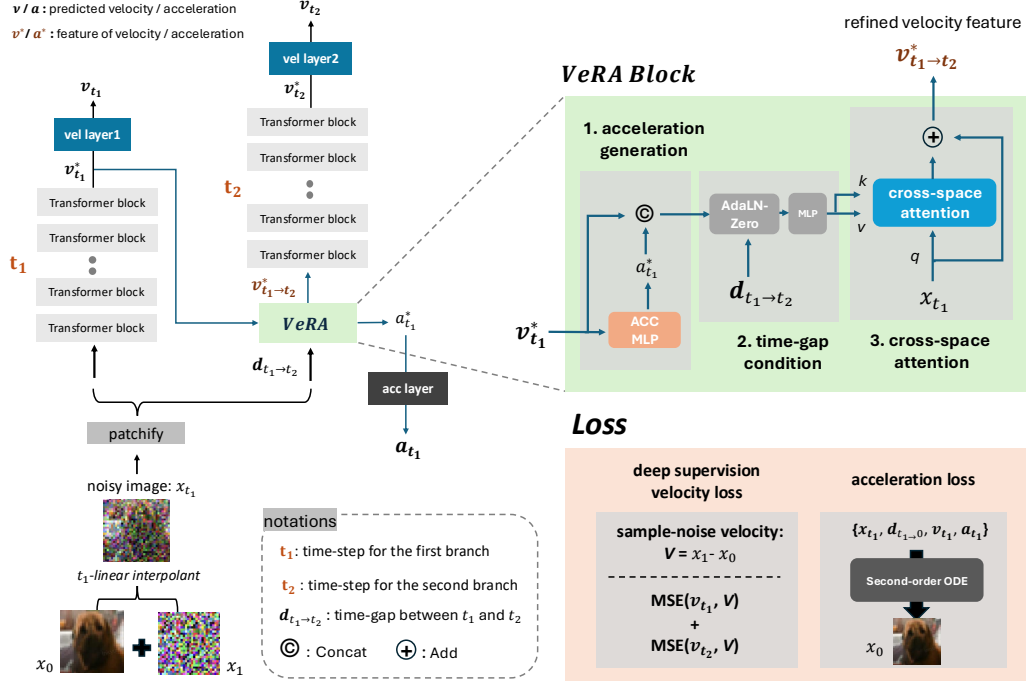 v / a : predicted velocity / acceleration
v*/ a* : feature of velocity / acceleration
v_{t_1}
vel layer1
v*_{t_1}
Transformer block
Transformer block
t_1
Transformer block
Transformer block
v_{t_2}
vel layer2
v*_{t_2}
Transformer block
Transformer block
t_2
Transformer block
Transformer block
v*_{t_1→t_2}
VeRA
a*_{t_1}
d_{t_1→t_2}
acc layer
a_{t_1}
patchify
noisy image: x_{t_1}
t_1-linear interpolant
x_0
x_1
notations
t_1: time-step for the first branch
t_2: time-step for the second branch
d_{t_1→t_2} : time-gap between t_1 and t_2
© : Concat
+ : Add
VeRA Block
refined velocity feature
v*_{t_1→t_2}
1. acceleration
generation
©
a*_{t_1}
v*_{t_1}
ACC
MLP
AdaLN-
Zero
MLP
d_{t_1→t_2}
2. time-gap
condition
+
k
v
cross-space
attention
q
x_{t_1}
3. cross-space
attention
Loss
deep supervision
velocity loss
sample-noise velocity:
V = x_1- x_0
MSE(v_{t_1}, V)
+
MSE(v_{t_2}, V)
acceleration loss
{x_{t_1}, d_{t_1→0}, v_{t_1}, a_{t_1}}
Second-order ODE
x_0